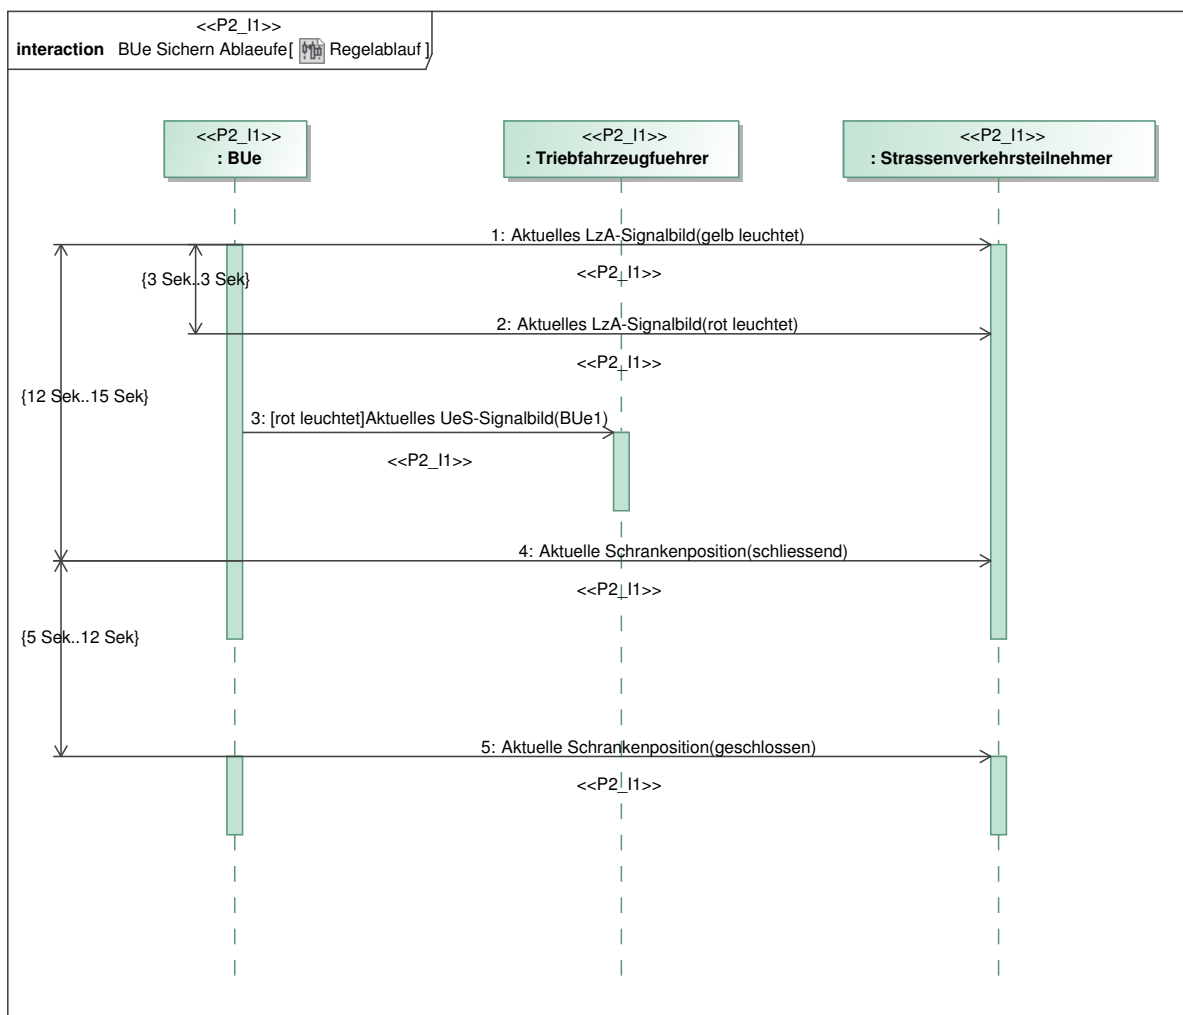 <<P2_I1>>
interaction BUe Sichern Ablaeufe[ Regelablauf ]
<<P2_I1>>
: BUe
<<P2_I1>>
: Triebfahrzeugfuehrer
<<P2_I1>>
: Strassenverkehrsteilnehmer
1: Aktuelles LzA-Signalbild(gelb leuchtet)
<<P2_I1>>
{3 Sek..3 Sek}
2: Aktuelles LzA-Signalbild(rot leuchtet)
<<P2_I1>>
{12 Sek..15 Sek}
3: [rot leuchtet]Aktuelles UeS-Signalbild(BUe1)
<<P2_I1>>
4: Aktuelle Schrankenposition(schliessend)
<<P2_I1>>
{5 Sek..12 Sek}
5: Aktuelle Schrankenposition(geschlossen)
<<P2_I1>>